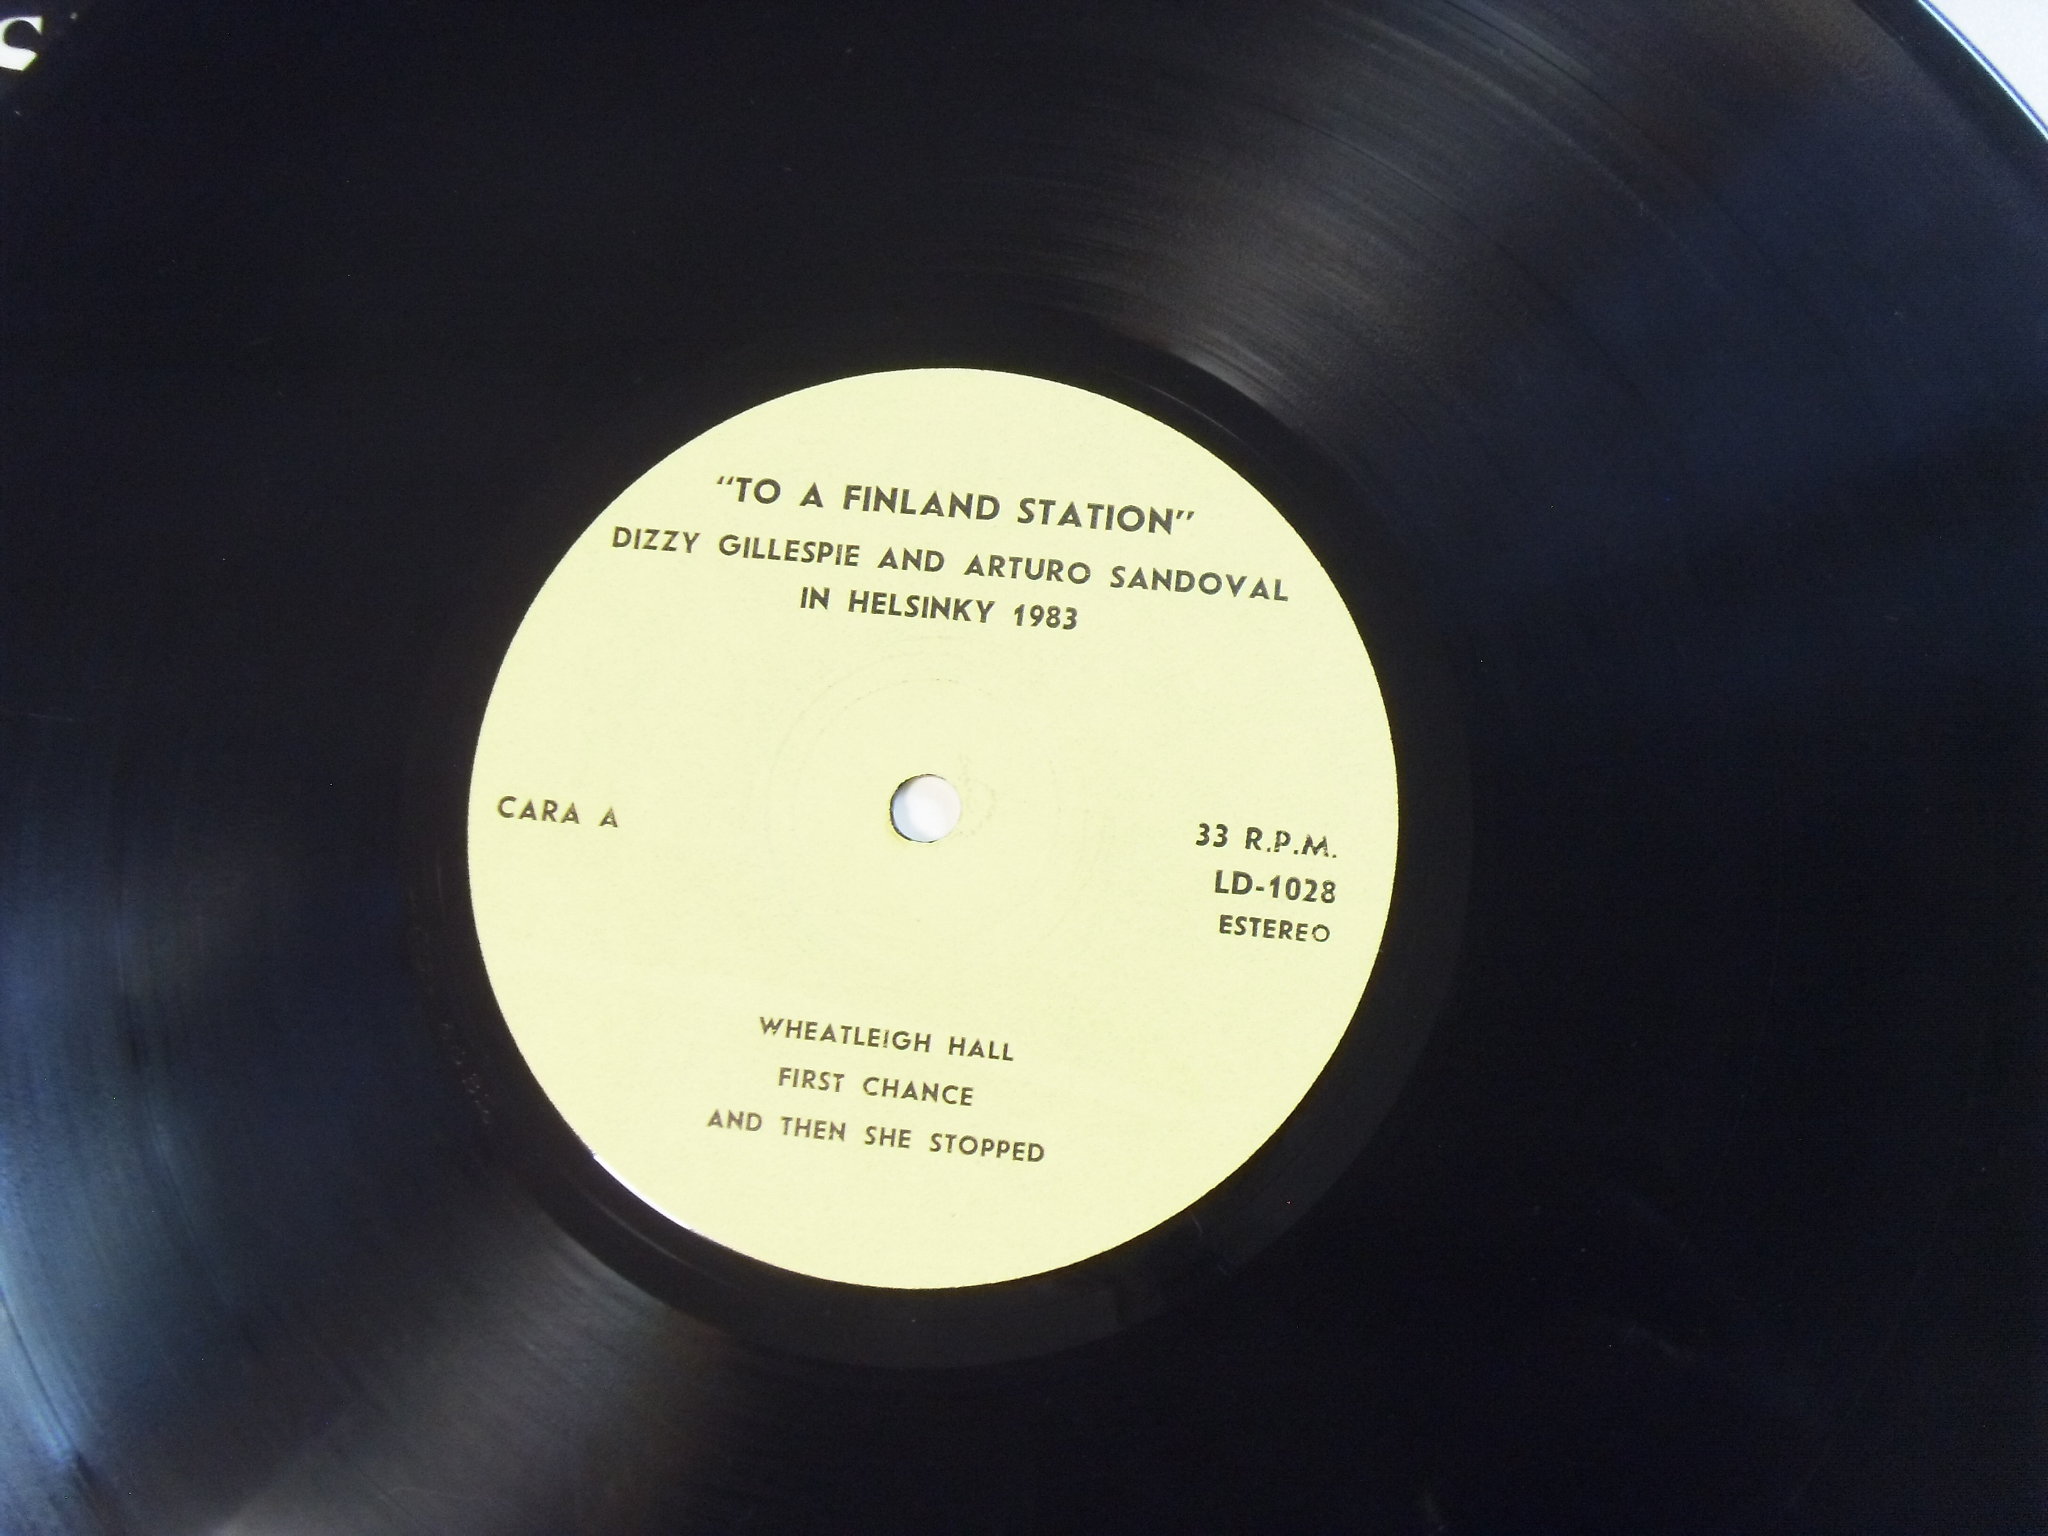 "TO A FINLAND STATION"
DIZZY GILLESPIE AND ARTURO SANDOVAL
IN HELSINKY 1983
CARA A
33 R.P.M.
LD-1028
ESTEREO
WHEATLEIGH HALL
FIRST CHANCE
AND THEN SHE STOPPED